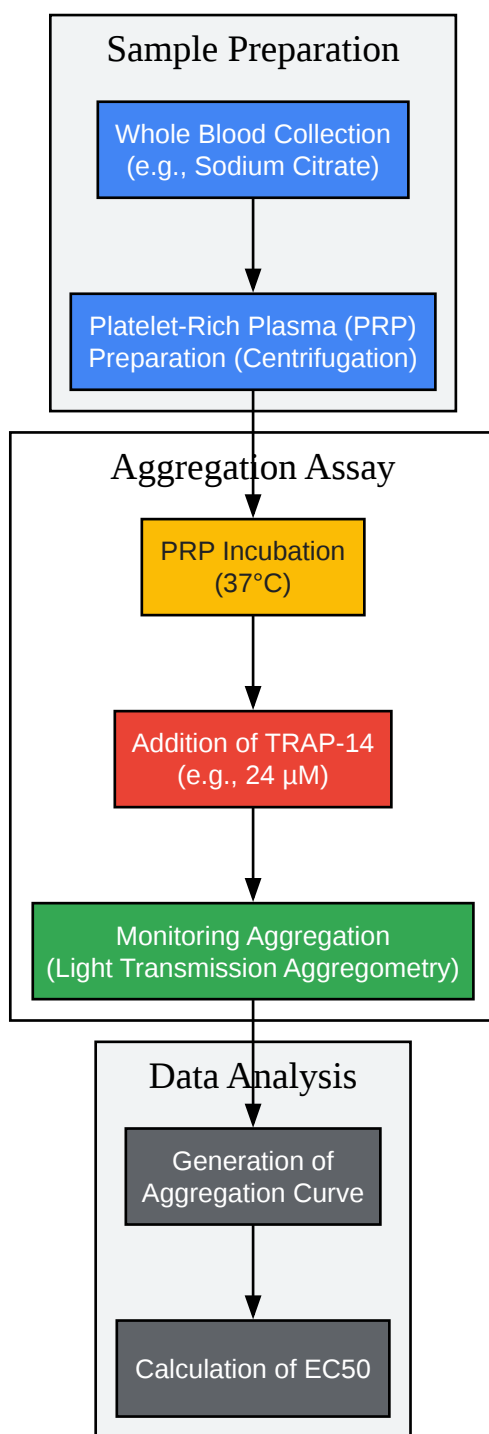 Sample Preparation
Whole Blood Collection
(e.g., Sodium Citrate)
Platelet-Rich Plasma (PRP)
Preparation (Centrifugation)
Aggregation Assay
PRP Incubation
(37°C)
Addition of TRAP-14
(e.g., 24 µM)
Monitoring Aggregation
(Light Transmission Aggregometry)
Data Analysis
Generation of
Aggregation Curve
Calculation of EC50